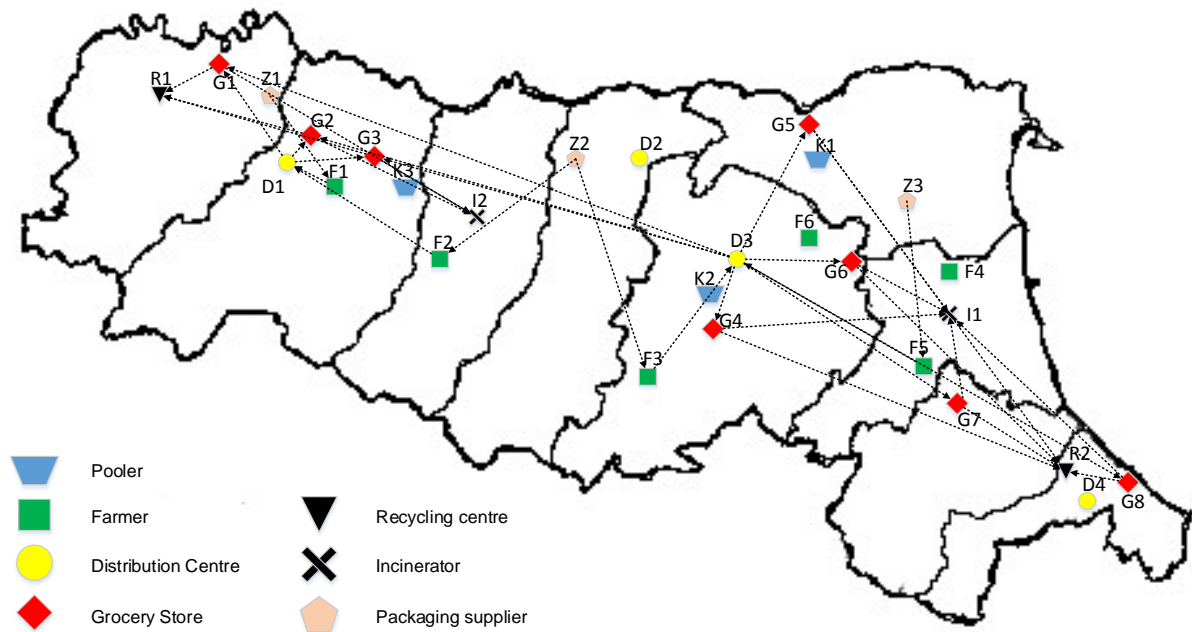 R1
G1
Z1
G2
G3
G5
K1
Z2
D2
D1
F1
K3
Z3
I2
F2
F6
D3
G6
F4
K2
G4
I1
F3
F5
G7
R2
D4
G8
Pooler
Farmer
Recycling centre
Distribution Centre
Incinerator
Grocery Store
Packaging supplier